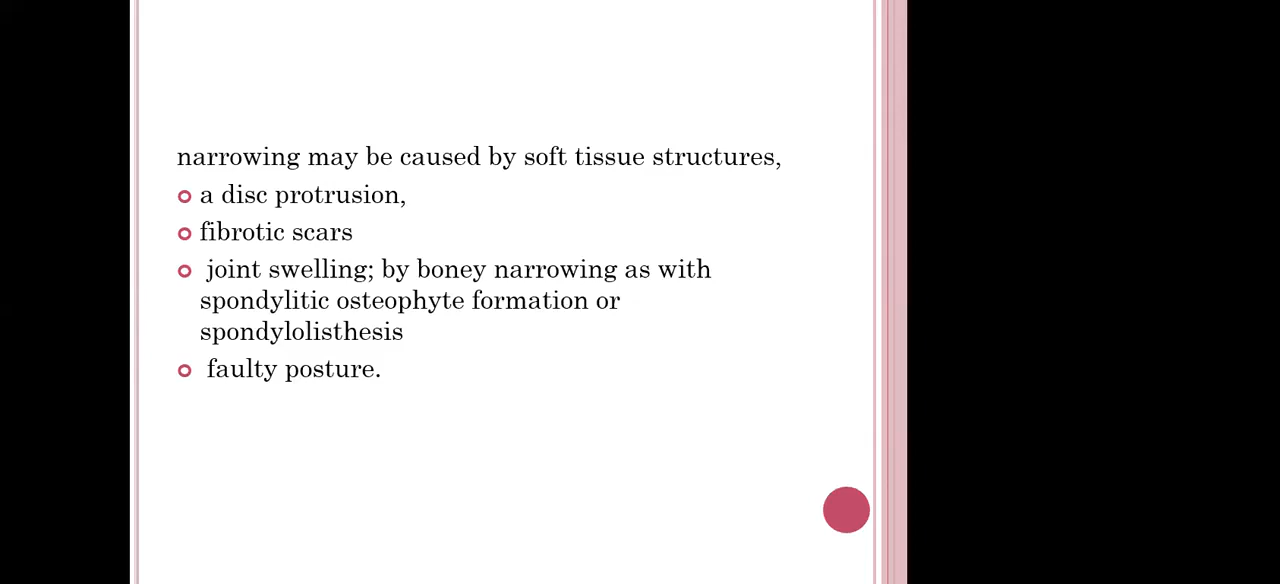 narrowing may be caused by soft tissue structures,
a disc protrusion,
fibrotic scars
joint swelling; by boney narrowing as with
spondylitic osteophyte formation or
spondylolisthesis
faulty posture.